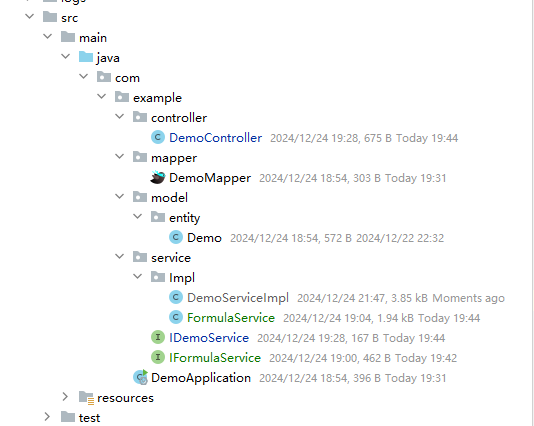 logs
src
main
java
com
example
controller
DemoController 2024/12/24 19:28, 675 B Today 19:44
mapper
DemoMapper 2024/12/24 18:54, 303 B Today 19:31
model
entity
Demo 2024/12/24 18:54, 572 B 2024/12/22 22:32
service
Impl
DemoServiceImpl 2024/12/24 21:47, 3.85 kB Moments ago
FormulaService 2024/12/24 19:04, 1.94 kB Today 19:44
IDemoService 2024/12/24 19:28, 167 B Today 19:44
IFormulaService 2024/12/24 19:00, 462 B Today 19:42
DemoApplication 2024/12/24 18:54, 396 B Today 19:31
resources
test